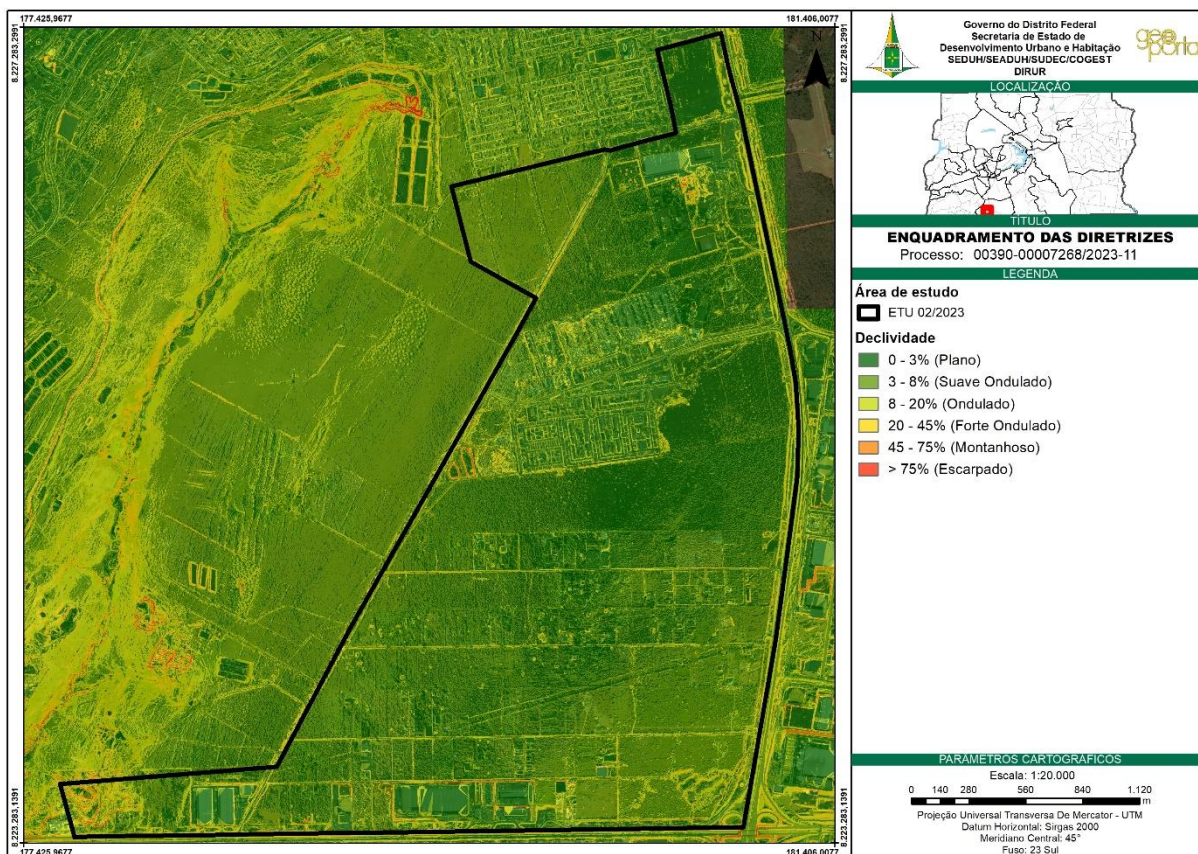 177.425,9677
181.406,0077
8.227.283,2991
8.227.283,2991
N
8.223.283,1391
8.223.283,1391
177.425,9677
181.406,0077
Governo do Distrito Federal
Secretaria de Estado de
Desenvolvimento Urbano e Habitação
SEDUH/SEADUH/SUDEC/COGEST
DIRUR
geo
portal
LOCALIZAÇÃO
TÍTULO
ENQUADRAMENTO DAS DIRETRIZES
Processo: 00390-00007268/2023-11
LEGENDA
Área de estudo
ETU 02/2023
Declividade
0 - 3% (Plano)
3 - 8% (Suave Ondulado)
8 - 20% (Ondulado)
20 - 45% (Forte Ondulado)
45 - 75% (Montanhoso)
> 75% (Escarpado)
PARAMETROS CARTOGRAFICOS
Escala: 1:20.000
0 140 280 560 840 1.120
m
Projeção Universal Transversa De Mercator - UTM
Datum Horizontal: Sirgas 2000
Meridiano Central: 45°
Fuso: 23 Sul